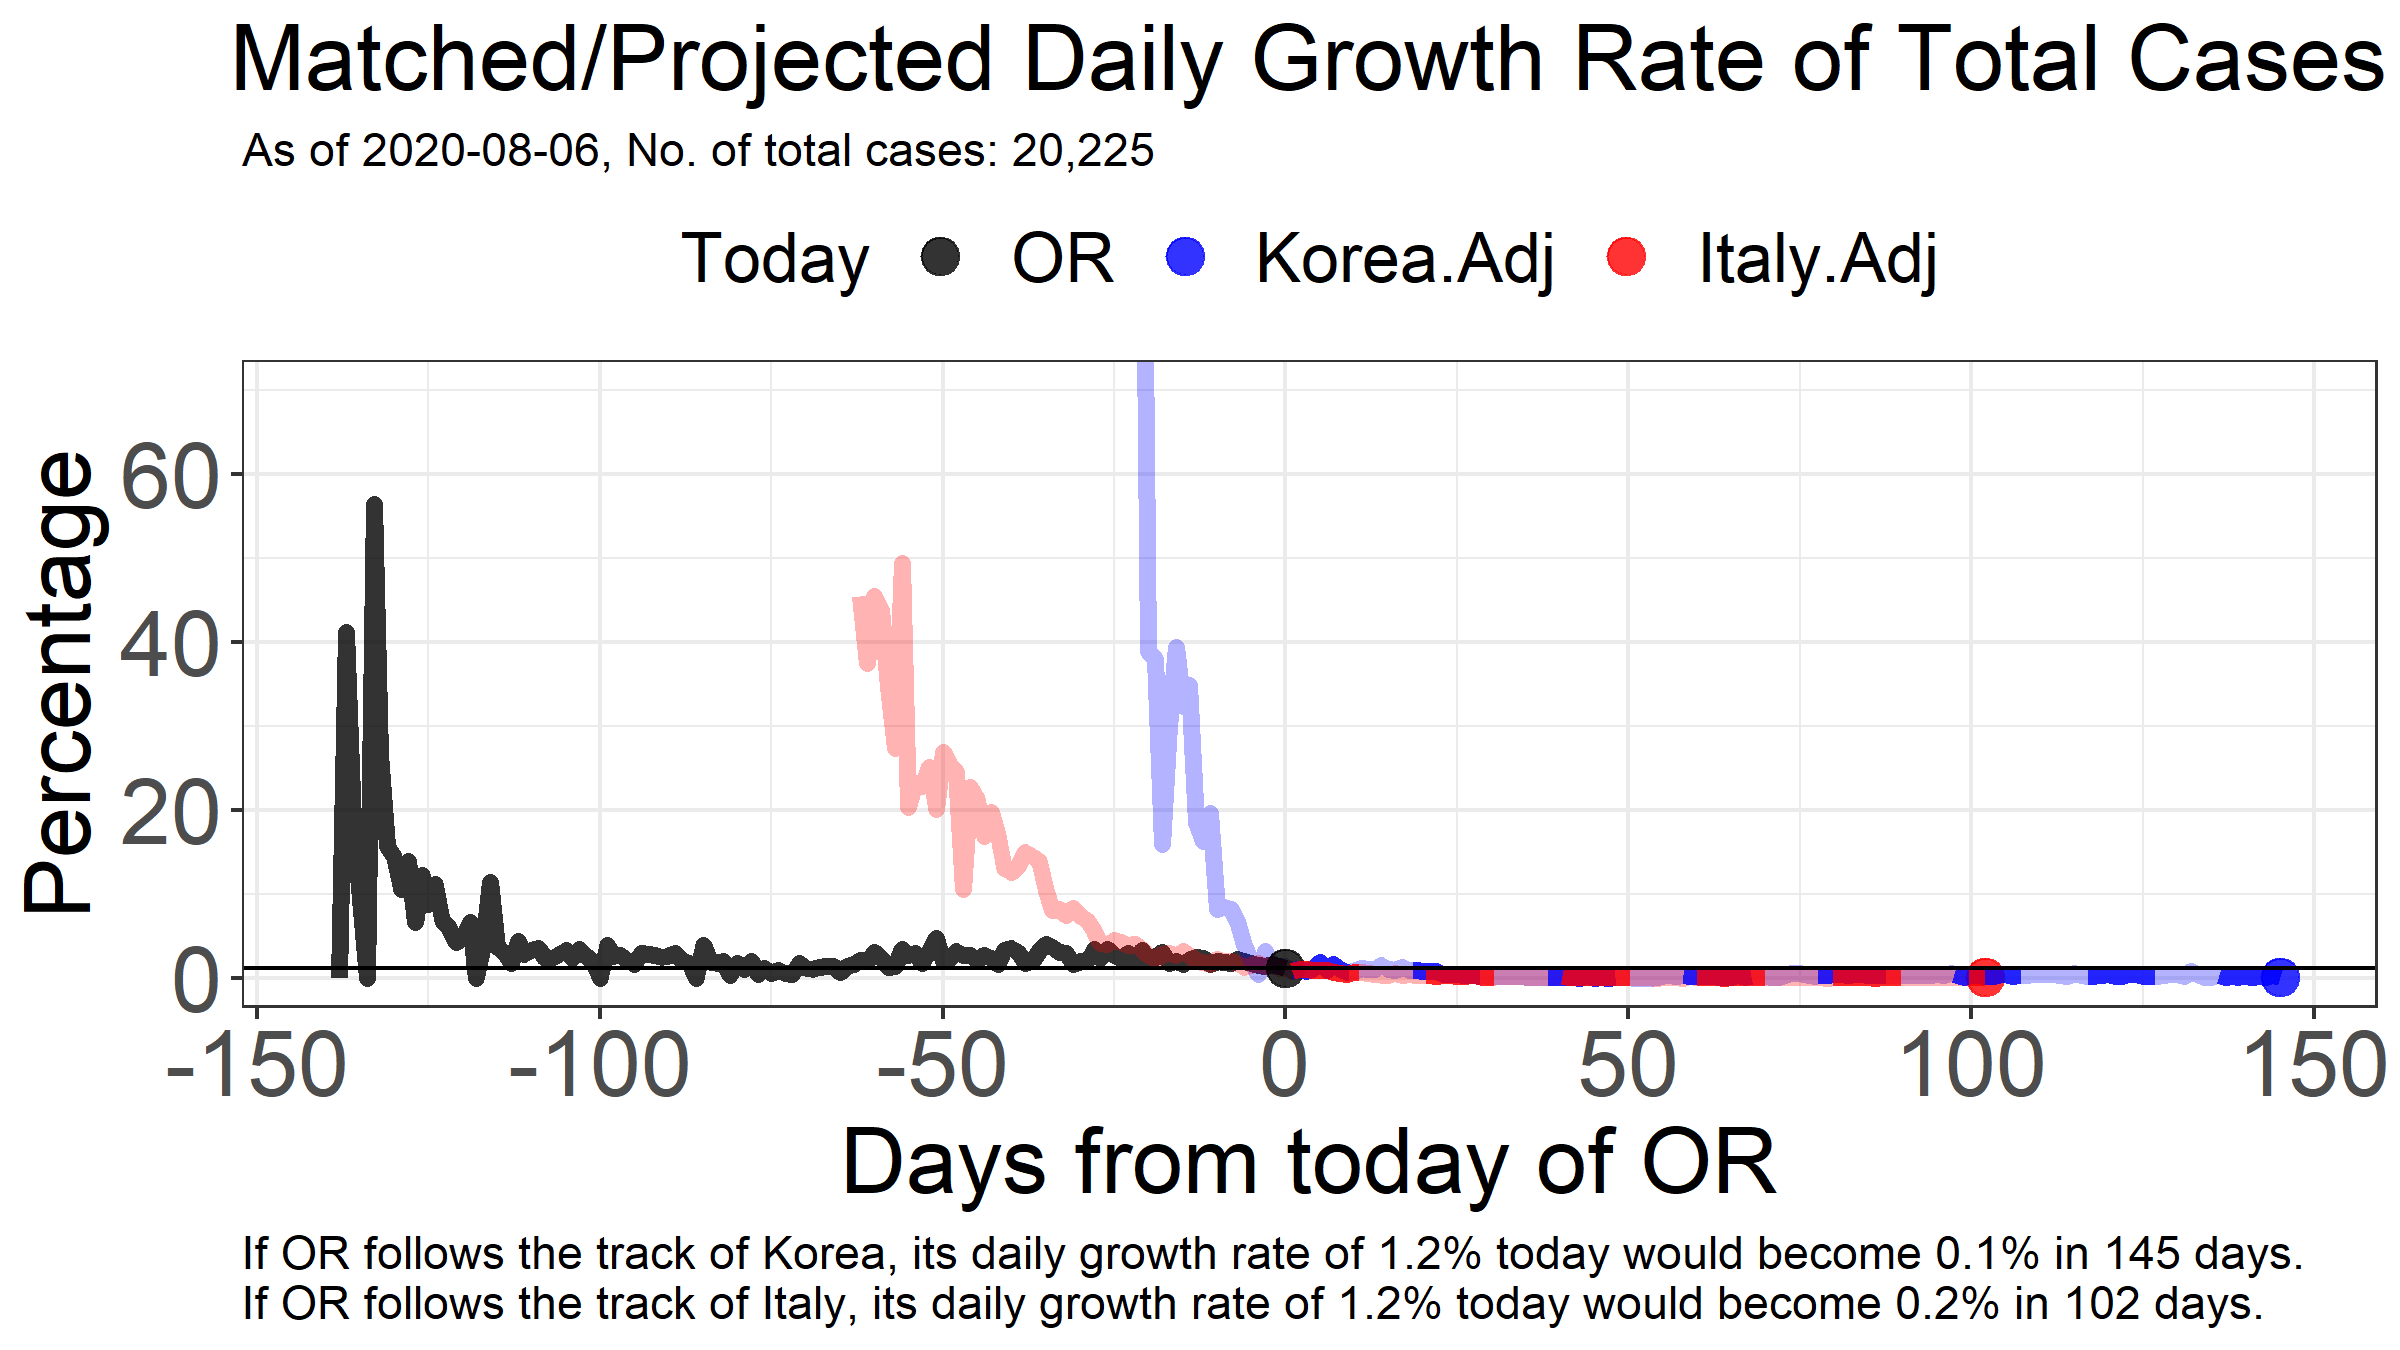 Matched/Projected Daily Growth Rate of Total Cases
As of 2020-08-06, No. of total cases: 20,225
Today OR Korea.Adj Italy.Adj
Percentage
60
40
20
0
-150 -100 -50 0 50 100 150
Days from today of OR
If OR follows the track of Korea, its daily growth rate of 1.2% today would become 0.1% in 145 days.
If OR follows the track of Italy, its daily growth rate of 1.2% today would become 0.2% in 102 days.